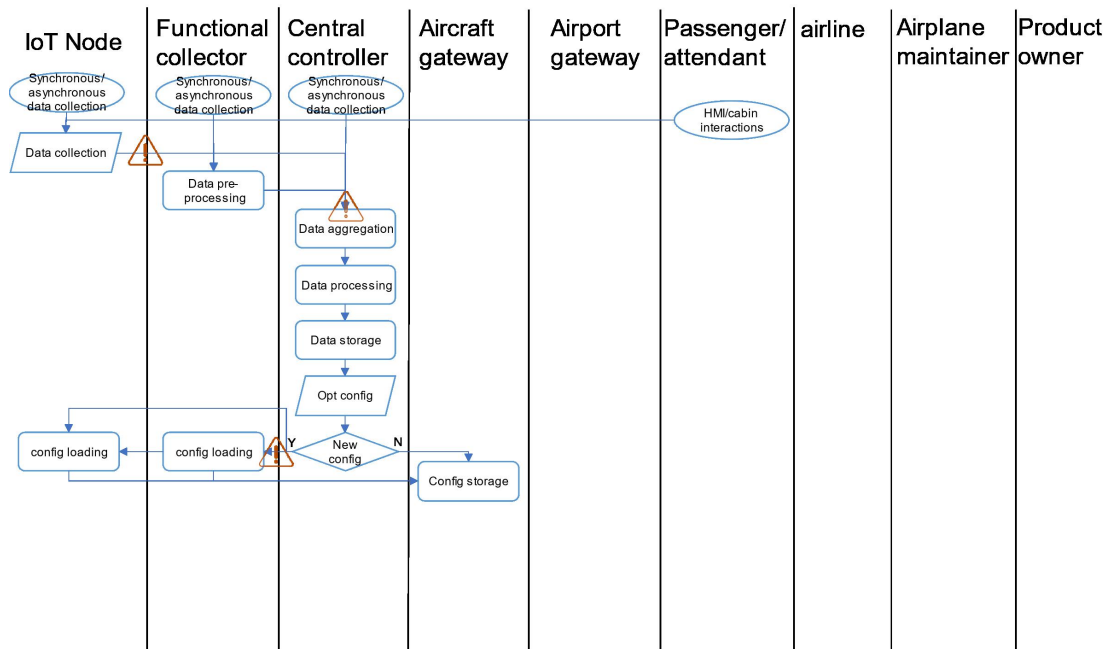 IoT Node
Functional
collector
Central
controller
Aircraft
gateway
Airport
gateway
Passenger/
attendant
airline
Airplane
maintainer
Product
owner
Synchronous/
asynchronous
data collection
Synchronous/
asynchronous
data collection
Synchronous/
asynchronous
data collection
HMI/cabin
interactions
Data collection
Data pre-
processing
Data aggregation
Data processing
Data storage
Opt config
config loading
config loading
Y
New
config
N
Config storage